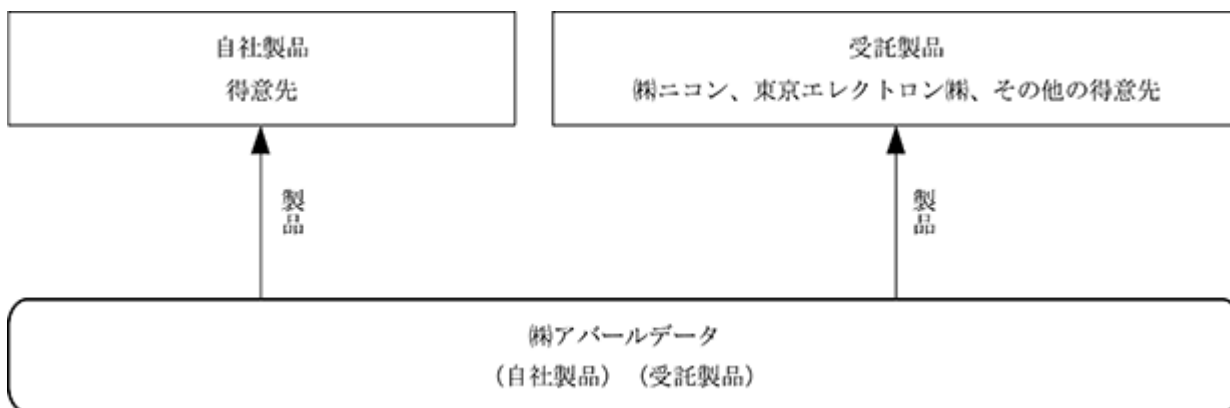 自社製品
得意先
受託製品
㈱ニコン、東京エレクトロン㈱、その他の得意先
製品
製品
㈱アバールデータ
（自社製品）（受託製品）